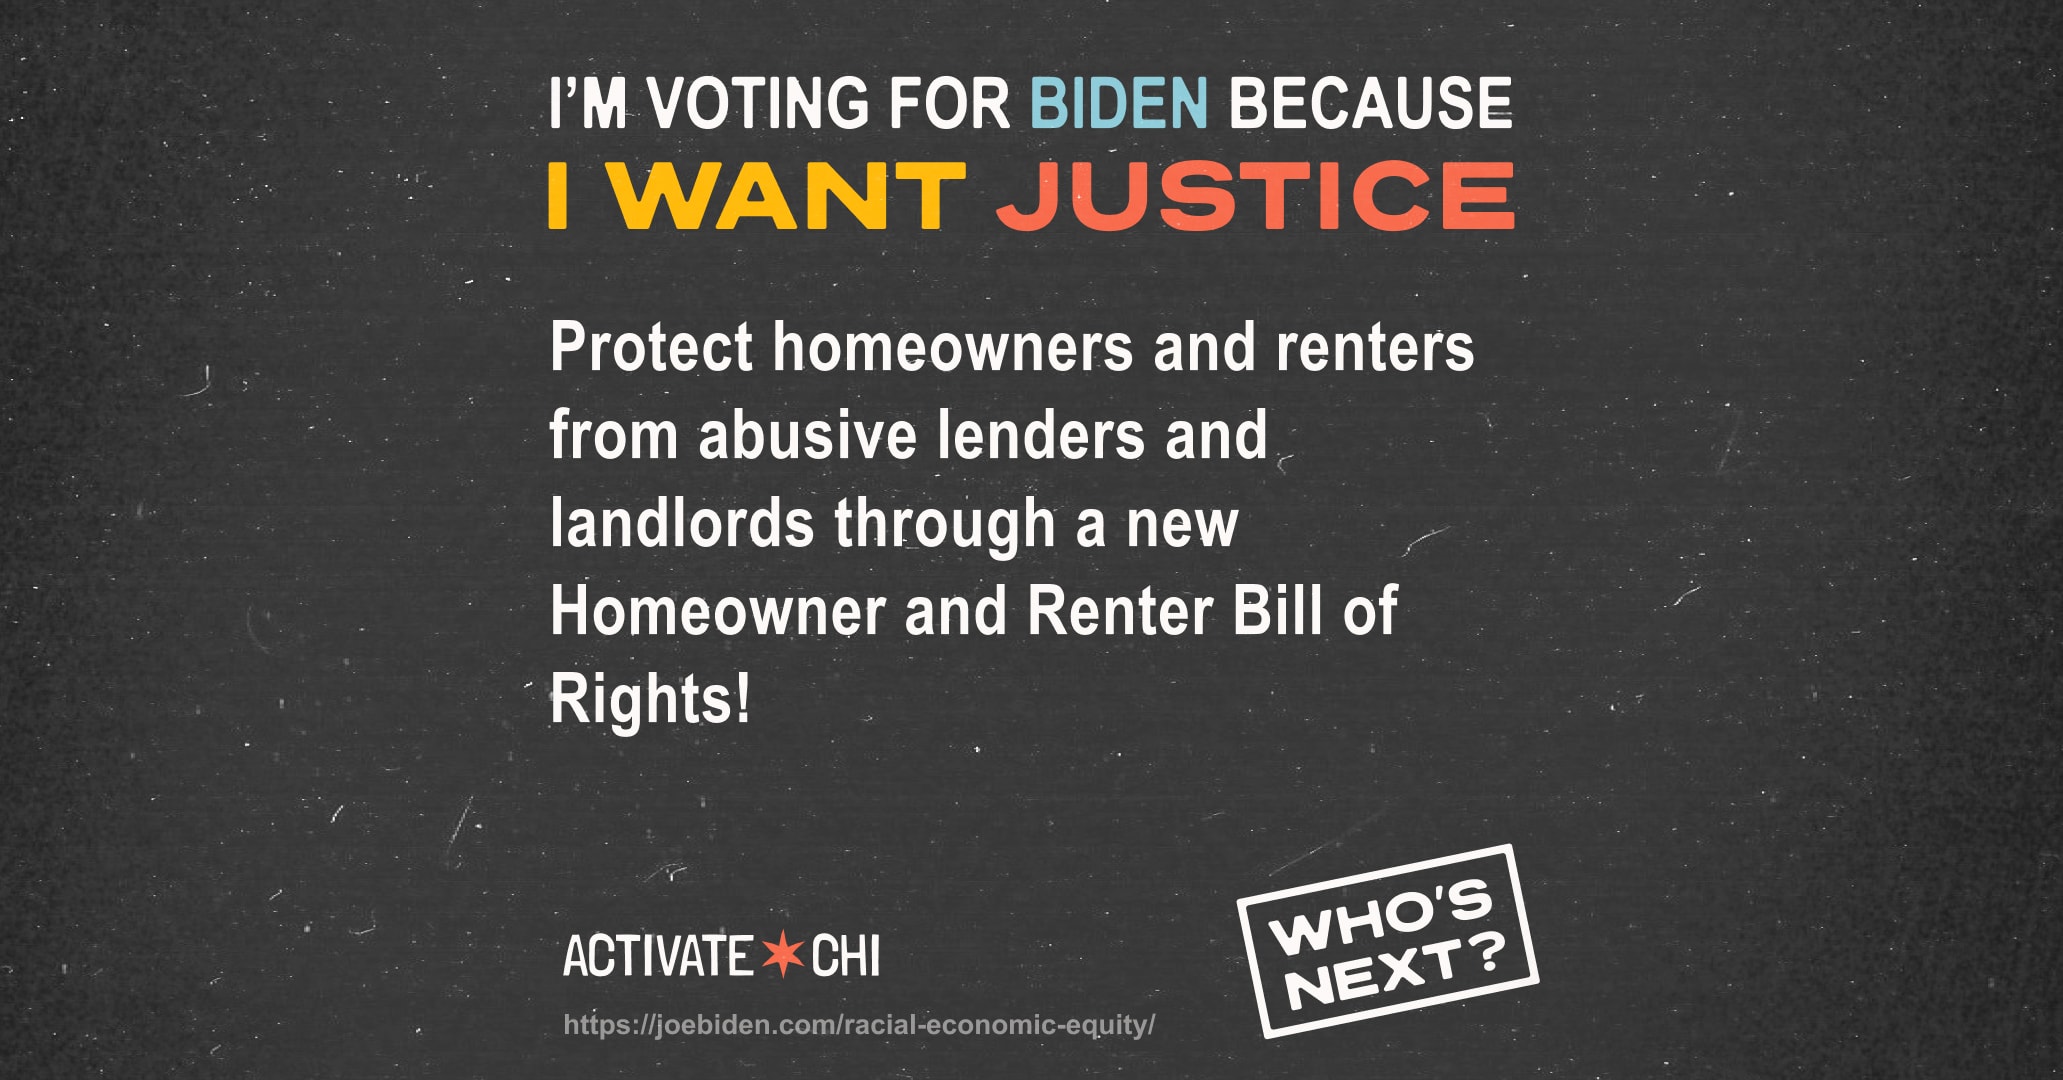 I'M VOTING FOR BIDEN BECAUSE
I WANT JUSTICE
Protect homeowners and renters
from abusive lenders and
landlords through a new
Homeowner and Renter Bill of
Rights!
ACTIVATE CHI
https://joebiden.com/racial-economic-equity/
WHO'S
NEXT?